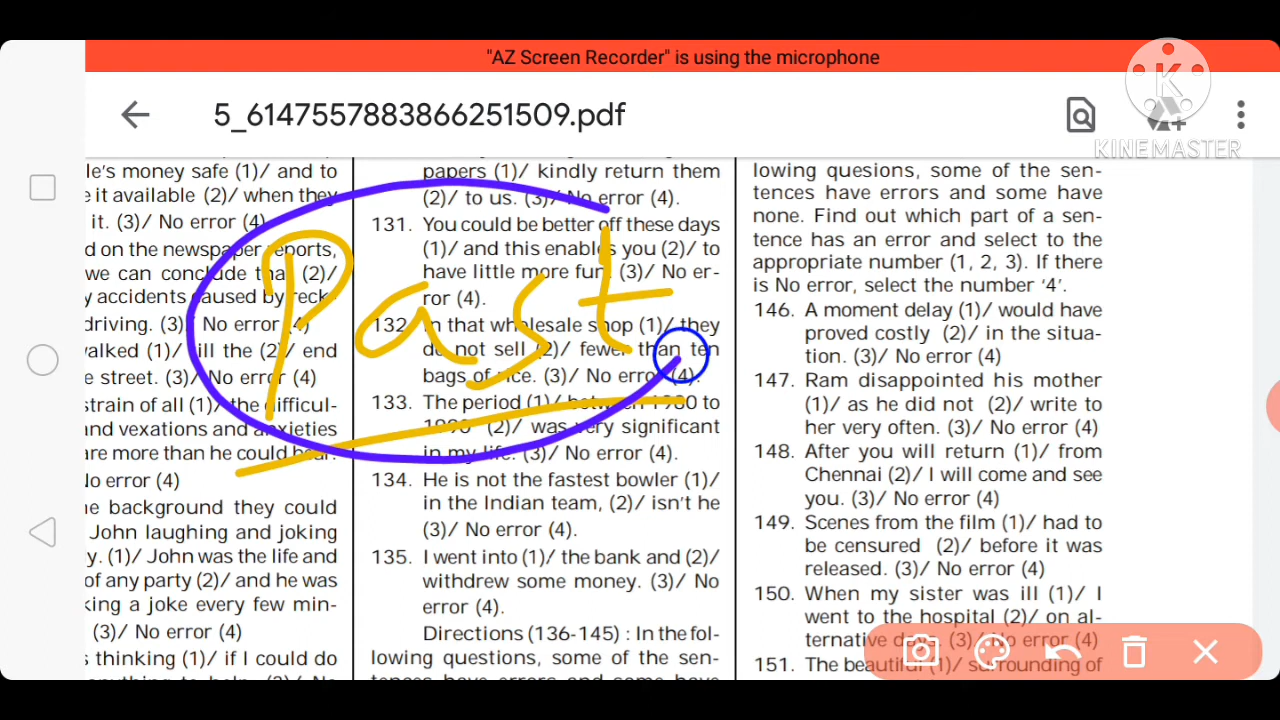 "AZ Screen Recorder" is using the microphone
5_6147557883866251509.pdf
KINEMASTER
le's money safe (1)/ and to
e it available (2)/ when they
it. (3)/ No error (4)
d on the newspaper reports,
we can conclude that (2)/
y accidents caused by reck-
driving. (3)/ No error (4)
valked (1)/ till the (2)/ end
e street. (3)/ No error (4)
strain of all (1)/ the difficul-
and vexations and anxieties
are more than he could bear.
No error (4)
ne background they could
John laughing and joking
y. (1)/ John was the life and
of any party (2)/ and he was
king a joke every few min-
(3)/ No error (4)
s thinking (1)/ if I could do
papers (1)/ kindly return them
(2)/ to us. (3)/ No error (4).
131. You could be better off these days
(1)/ and this enables you (2)/ to
have little more fun. (3)/ No er-
ror (4).
132. In that wholesale shop (1)/ they
do not sell (2)/ fewer than ten
bags of rice. (3)/ No error (4).
133. The period (1)/ between 1980 to
1990 (2)/ was very significant
in my life. (3)/ No error (4).
134. He is not the fastest bowler (1)/
in the Indian team, (2)/ isn't he
(3)/ No error (4).
135. I went into (1)/ the bank and (2)/
withdrew some money. (3)/ No
error (4).
Directions (136-145) : In the fol-
lowing questions, some of the sen-
tences have errors and some have
Past
lowing quesions, some of the sen-
tences have errors and some have
none. Find out which part of a sen-
tence has an error and select to the
appropriate number (1, 2, 3). If there
is No error, select the number '4'.
146. A moment delay (1)/ would have
proved costly (2)/ in the situa-
tion. (3)/ No error (4)
147. Ram disappointed his mother
(1)/ as he did not (2)/ write to
her very often. (3)/ No error (4)
148. After you will return (1)/ from
Chennai (2)/ I will come and see
you. (3)/ No error (4)
149. Scenes from the film (1)/ had to
be censured (2)/ before it was
released. (3)/ No error (4)
150. When my sister was ill (1)/ I
went to the hospital (2)/ on al-
ternative days. (3)/ No error (4)
151. The beautiful (1)/ surrounding of